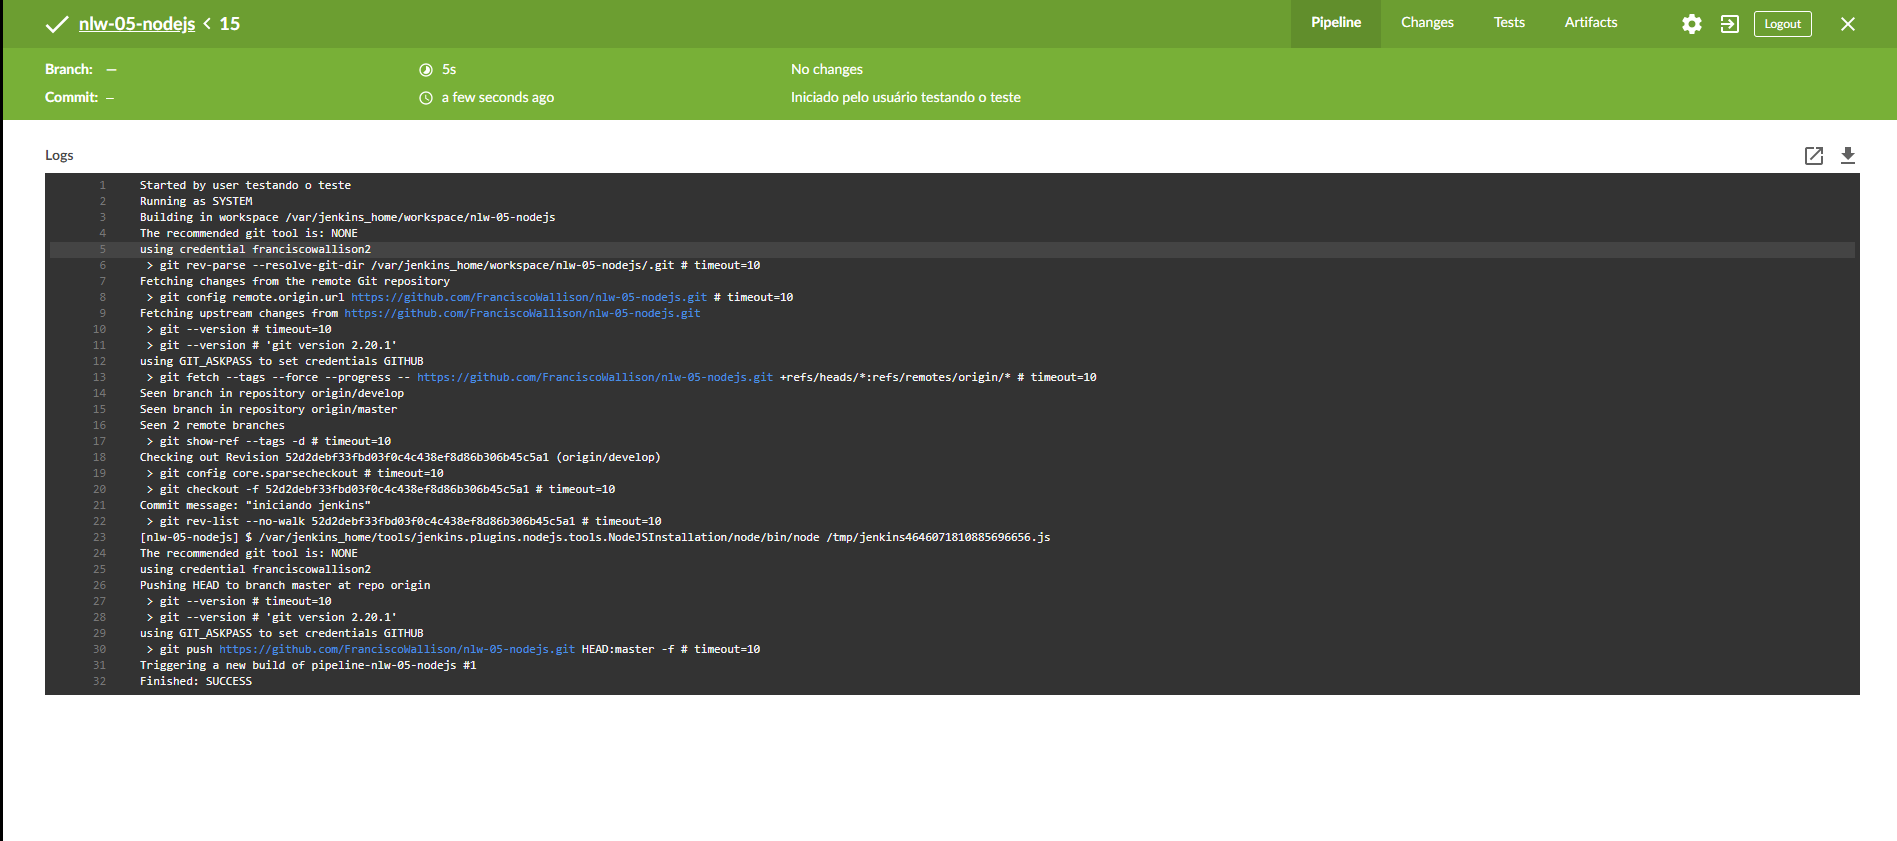 nlw-05-nodejs < 15
Pipeline Changes Tests Artifacts Logout
Branch: — 5s No changes
Commit: — a few seconds ago Iniciado pelo usuário testando o teste
Logs
1 Started by user testando o teste
2 Running as SYSTEM
3 Building in workspace /var/jenkins_home/workspace/nlw-05-nodejs
4 The recommended git tool is: NONE
5 using credential franciscowallison2
6 > git rev-parse --resolve-git-dir /var/jenkins_home/workspace/nlw-05-nodejs/.git # timeout=10
7 Fetching changes from the remote Git repository
8 > git config remote.origin.url https://github.com/FranciscoWallison/nlw-05-nodejs.git # timeout=10
9 Fetching upstream changes from https://github.com/FranciscoWallison/nlw-05-nodejs.git
10 > git --version # timeout=10
11 > git --version # 'git version 2.20.1'
12 using GIT_ASKPASS to set credentials GITHUB
13 > git fetch --tags --force --progress -- https://github.com/FranciscoWallison/nlw-05-nodejs.git +refs/heads/*:refs/remotes/origin/* # timeout=10
14 Seen branch in repository origin/develop
15 Seen branch in repository origin/master
16 Seen 2 remote branches
17 > git show-ref --tags -d # timeout=10
18 Checking out Revision 52d2debf33fbd03f0c4c438ef8d86b306b45c5a1 (origin/develop)
19 > git config core.sparsecheckout # timeout=10
20 > git checkout -f 52d2debf33fbd03f0c4c438ef8d86b306b45c5a1 # timeout=10
21 Commit message: "iniciando jenkins"
22 > git rev-list --no-walk 52d2debf33fbd03f0c4c438ef8d86b306b45c5a1 # timeout=10
23 [nlw-05-nodejs] $ /var/jenkins_home/tools/jenkins.plugins.nodejs.tools.NodeJSInstallation/node/bin/node /tmp/jenkins4646071810885696656.js
24 The recommended git tool is: NONE
25 using credential franciscowallison2
26 Pushing HEAD to branch master at repo origin
27 > git --version # timeout=10
28 > git --version # 'git version 2.20.1'
29 using GIT_ASKPASS to set credentials GITHUB
30 > git push https://github.com/FranciscoWallison/nlw-05-nodejs.git HEAD:master -f # timeout=10
31 Triggering a new build of pipeline-nlw-05-nodejs #1
32 Finished: SUCCESS